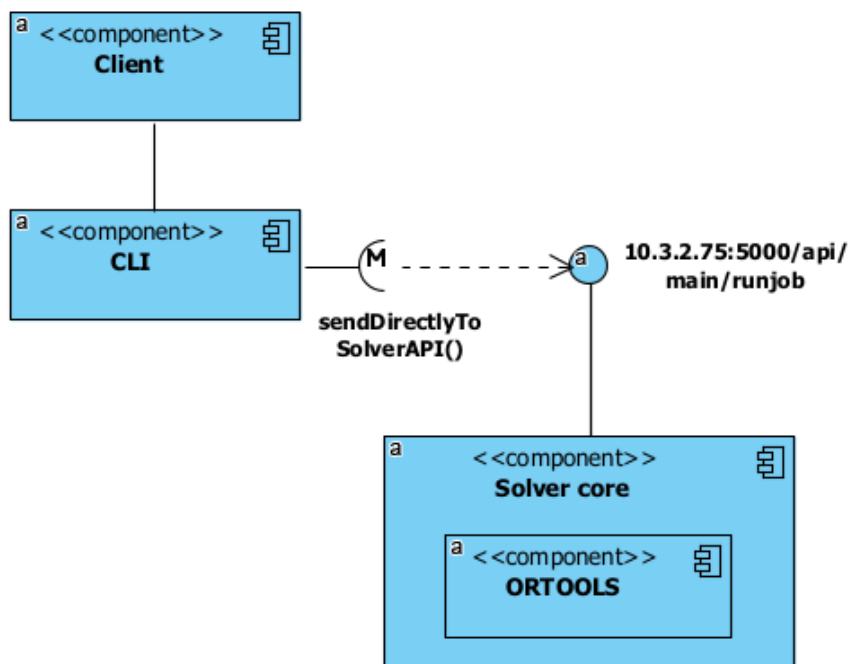 a
<<component>>
Client
a
<<component>>
CLI
M
sendDirectlyTo
SolverAPI()
a
10.3.2.75:5000/api/
main/runjob
a
<<component>>
Solver core
a
<<component>>
ORTOOLS